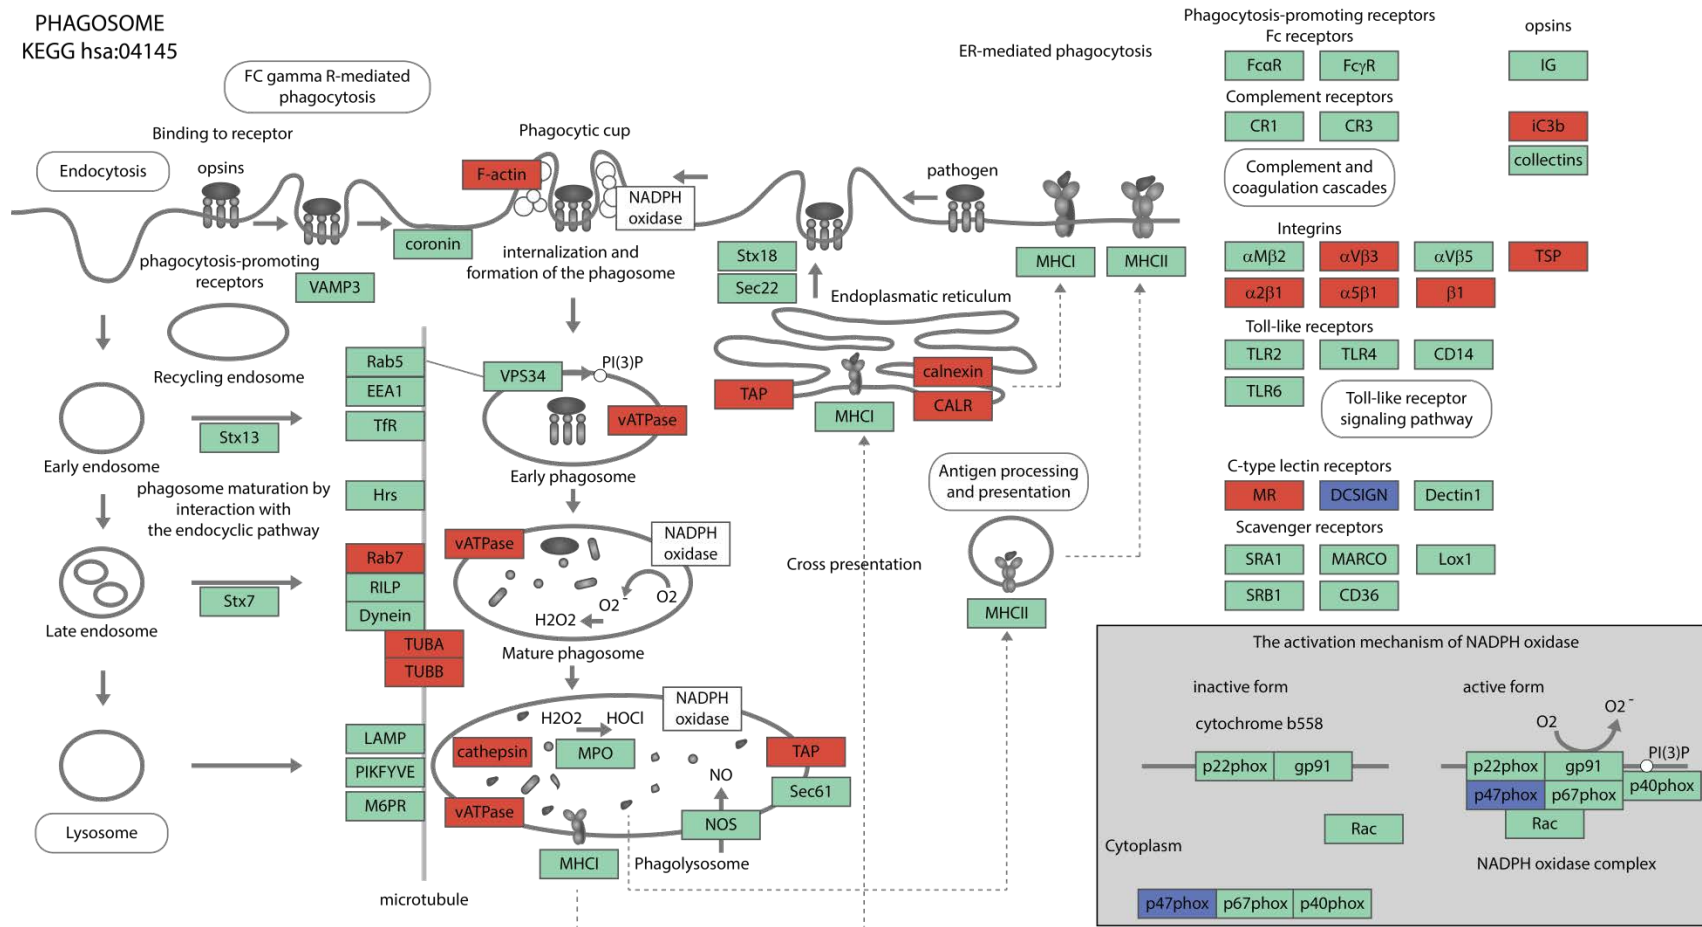 PHAGOSOME
KEGG hsa:04145
FC gamma R-mediated
phagocytosis
Binding to receptor
Endocytosis
opsins
phagocytosis-promoting
receptors
VAMP3
coronin
Phagocytic cup
F-actin
NADPH
oxidase
internalization and
formation of the phagosome
ER-mediated phagocytosis
pathogen
Stx18
Sec22
MHCI
MHCII
Endoplasmatic reticulum
TAP
calnexin
CALR
MHCI
Recycling endosome
Early endosome
Stx13
phagosome maturation by
interaction with
the endocyclic pathway
Late endosome
Stx7
Lysosome
Rab5
EEA1
TfR
Hrs
Rab7
RILP
Dynein
TUBA
TUBB
LAMP
PIKFYVE
M6PR
microtubule
VPS34
PI(3)P
vATPase
Early phagosome
vATPase
NADPH
oxidase
O2-
O2
H2O2
Mature phagosome
NADPH
oxidase
H2O2
HOCl
cathepsin
MPO
TAP
NO
Sec61
vATPase
NOS
MHCI
Phagolysosome
Antigen processing
and presentation
Cross presentation
MHCII
Phagocytosis-promoting receptors
Fc receptors
FcαR
FcγR
Complement receptors
CR1
CR3
Complement and
coagulation cascades
Integrins
αMβ2
αVβ3
αVβ5
α2β1
α5β1
β1
Toll-like receptors
TLR2
TLR4
CD14
TLR6
Toll-like receptor
signaling pathway
C-type lectin receptors
MR
DCSIGN
Dectin1
Scavenger receptors
SRA1
MARCO
Lox1
SRB1
CD36
opsins
IG
iC3b
collectins
TSP
The activation mechanism of NADPH oxidase
inactive form
cytochrome b558
p22phox
gp91
Rac
Cytoplasm
p47phox
p67phox
p40phox
active form
O2
O2-
PI(3)P
p22phox
gp91
p47phox
p67phox
p40phox
Rac
NADPH oxidase complex